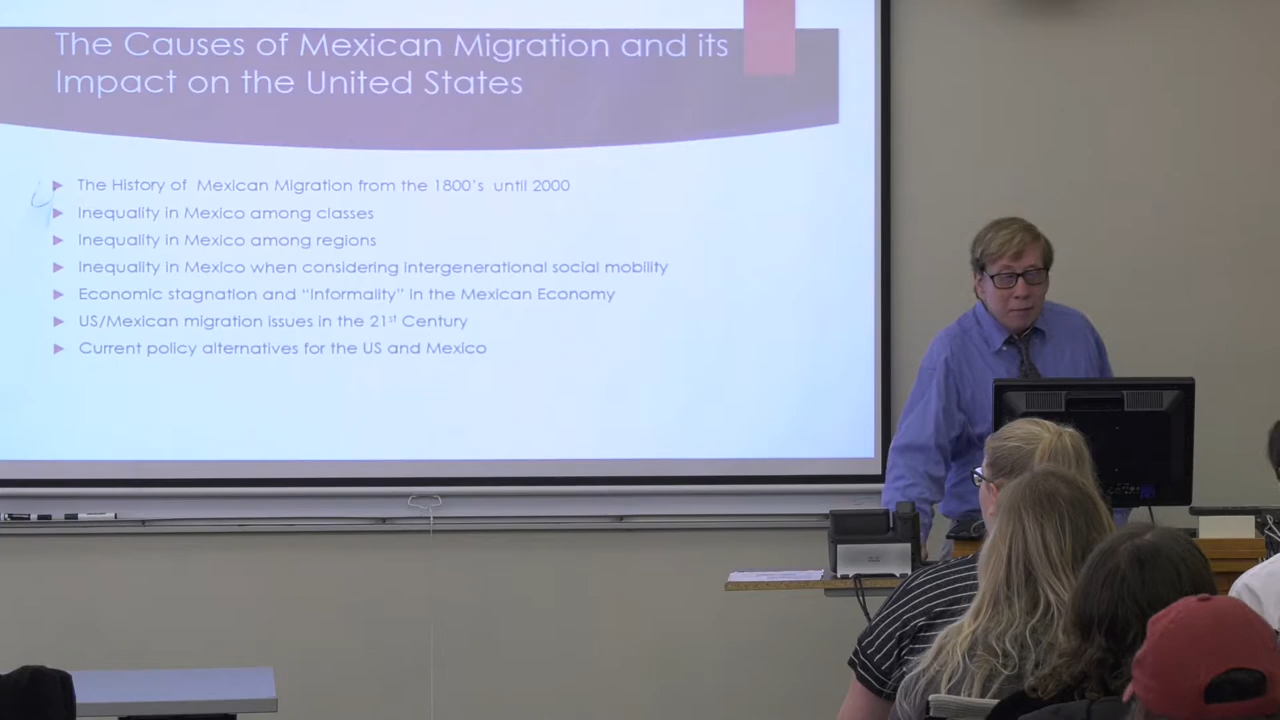 The Causes of Mexican Migration and its
Impact on the United States
The History of Mexican Migration from the 1800's until 2000
Inequality in Mexico among classes
Inequality in Mexico among regions
Inequality in Mexico when considering intergenerational social mobility
Economic stagnation and “Informality” in the Mexican Economy
US/Mexican migration issues in the 21st Century
Current policy alternatives for the US and Mexico